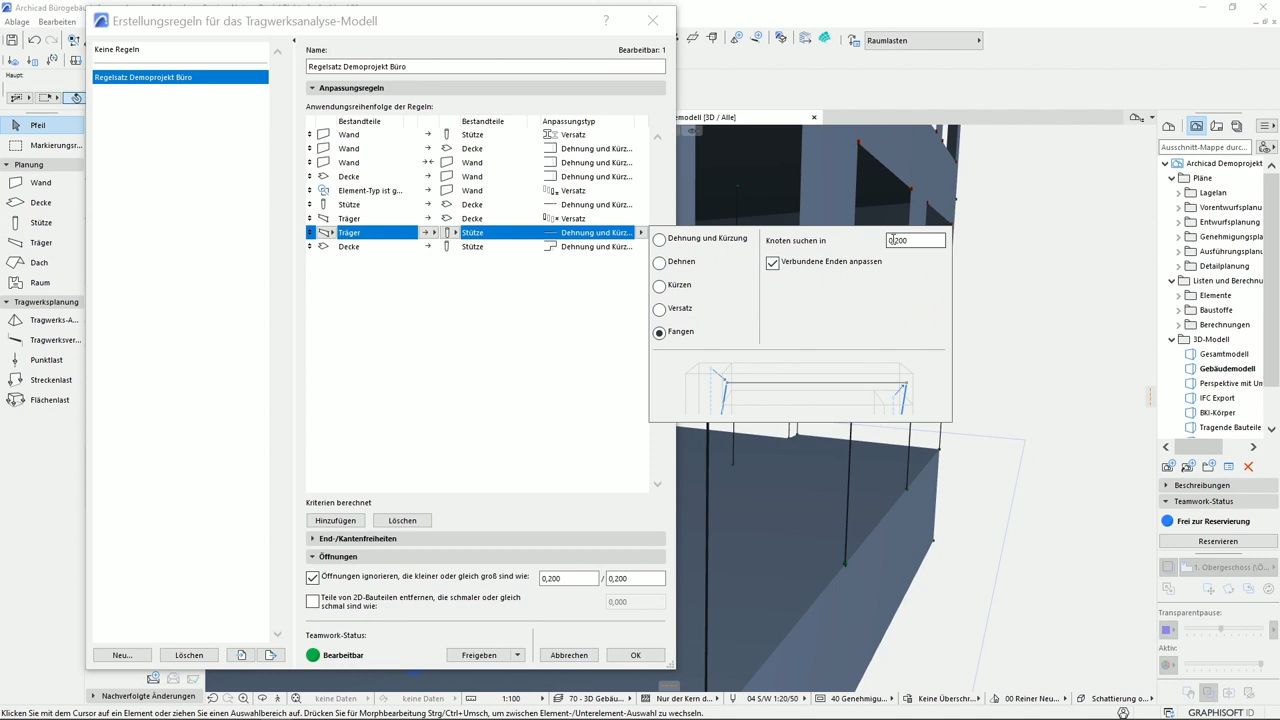 Archicad Bürogebäu
Erstellungsregeln für das Tragwerksanalyse-Modell
?
Ablage
Bearbeiten
Raumlasten
Haupt:
Keine Regeln
Regelsatz Demoprojekt Büro
Name:
Bearbeitbar: 1
Regelsatz Demoprojekt Büro
Anpassungsregeln
Anwendungsreihenfolge der Regeln:
Bestandteile
Bestandteile
Anpassungstyp
Wand
Stütze
Versatz
Wand
Decke
Dehnung und Kürz...
Wand
Wand
Dehnung und Kürz...
Decke
Wand
Dehnung und Kürz...
Element-Typ ist g...
Wand
Versatz
Stütze
Decke
Dehnung und Kürz...
Träger
Decke
Versatz
Träger
Stütze
Dehnung und Kürz...
Decke
Stütze
Dehnung und Kürz...
Dehnung und Kürzung
Dehnen
Kürzen
Versatz
Fangen
Knoten suchen in
0,200
Verbundene Enden anpassen
Kriterien berechnet
Hinzufügen
Löschen
End-/Kantenfreiheiten
Öffnungen
Öffnungen ignorieren, die kleiner oder gleich groß sind wie:
0,200
/
0,200
Teile von 2D-Bauteilen entfernen, die schmaler oder gleich
schmal sind wie:
0,000
Teamwork-Status:
Bearbeitbar
Freigeben
Abbrechen
OK
Neu...
Löschen
Pfeil
Markierungsr...
Planung
Wand
Decke
Stütze
Träger
Dach
Raum
Tragwerksplanung
Tragwerks-A...
Tragwerksver...
Punktlast
Streckenlast
Flächenlast
emodell [3D / Alle]
Ausschnitt-Mappe durc...
Archicad Demoprojekt
Pläne
Lageplan
Vorentwurfsplanu
Entwurfsplanung
Genehmigungspla
Ausführungsplanu
Detailplanung
Listen und Berechnu
Elemente
Baustoffe
Berechnungen
3D-Modell
Gesamtmodell
Gebäudemodell
Perspektive mit Um
IFC Export
BKI-Körper
Tragende Bauteile
Beschreibungen
Teamwork-Status
Frei zur Reservierung
Reservieren
1. Obergeschoss (\Ö...
Transparentpause:
Aktiv:
Nachverfolgte Änderungen
keine Daten
keine Daten
1:100
70 - 3D Gebäu...
Nur der Kern d...
04 S/W 1:20/50
40 Genehmigu...
Keine Überschr...
00 Reiner Neu...
Schattierung o...
Klicken Sie mit dem Cursor auf ein Element oder ziehen Sie einen Auswahlbereich auf. Drücken Sie für Morphbearbeitung Strg/Ctrl+Umsch, um zwischen Element-/Unterelement-Auswahl zu wechseln.
GRAPHISOFT ID